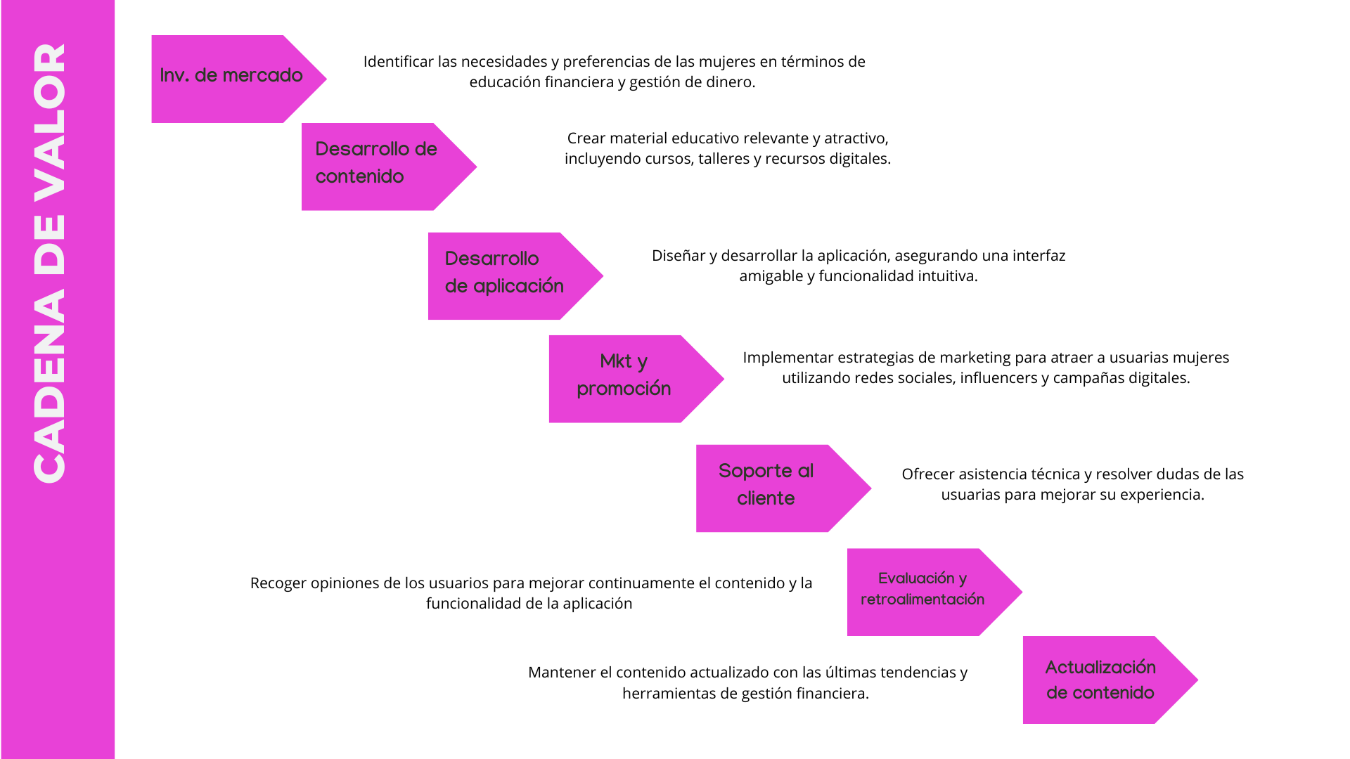 CADENA DE VALOR
Inv. de mercado
Identificar las necesidades y preferencias de las mujeres en términos de
educación financiera y gestión de dinero.
Desarrollo de
contenido
Crear material educativo relevante y atractivo,
incluyendo cursos, talleres y recursos digitales.
Desarrollo
de aplicación
Diseñar y desarrollar la aplicación, asegurando una interfaz
amigable y funcionalidad intuitiva.
Mkt y
promoción
Implementar estrategias de marketing para atraer a usuarias mujeres
utilizando redes sociales, influencers y campañas digitales.
Soporte al
cliente
Ofrecer asistencia técnica y resolver dudas de las
usuarias para mejorar su experiencia.
Evaluación y
retroalimentación
Recoger opiniones de los usuarios para mejorar continuamente el contenido y la
funcionalidad de la aplicación
Actualización
de contenido
Mantener el contenido actualizado con las últimas tendencias y
herramientas de gestión financiera.